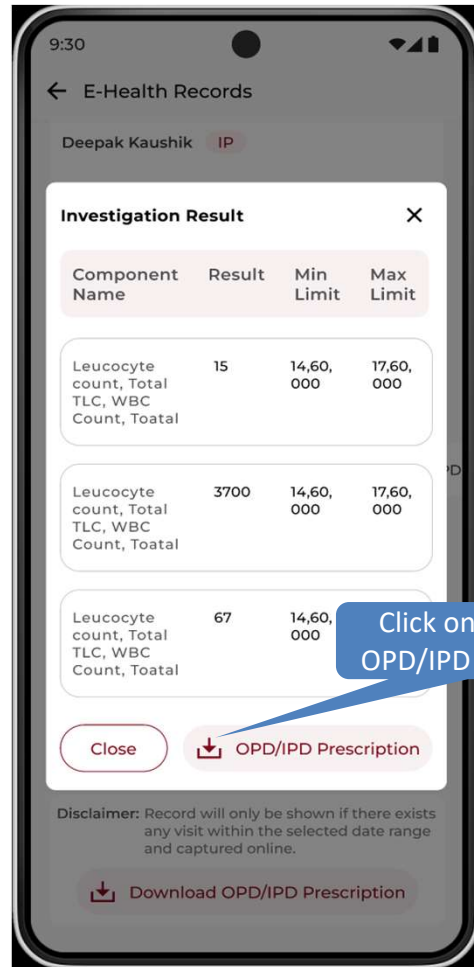 9:30
E-Health Records
Deepak Kaushik IP
Investigation Result
Component Result Min Max
Name Limit Limit
Leucocyte 15 14,60, 17,60,
count, Total 000 000
TLC, WBC
Count, Toatal
Leucocyte 3700 14,60, 17,60,
count, Total 000 000
TLC, WBC
Count, Toatal
Leucocyte 67 14,60,
count, Total 000
TLC, WBC
Count, Toatal
Click on
OPD/IPD
Close OPD/IPD Prescription
Disclaimer: Record will only be shown if there exists
any visit within the selected date range
and captured online.
Download OPD/IPD Prescription